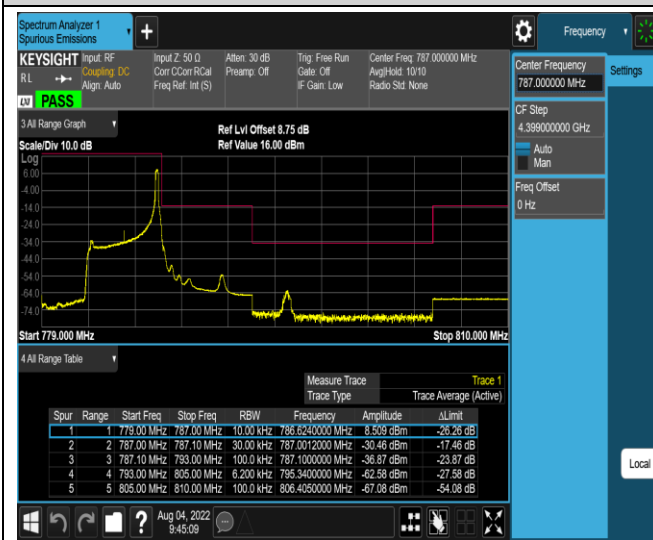 Spectrum Analyzer 1
Spurious Emissions
Frequency
KEYSIGHT
RL
Input: RF
Coupling: DC
Align: Auto
Input Z: 50 Ω
Corr CCorr RCal
Freq Ref: Int (S)
Atten: 30 dB
Preamp: Off
Trig: Free Run
Gate: Off
IF Gain: Low
Center Freq: 787.000000 MHz
Avg|Hold: 10/10
Radio Std: None
LXI PASS
Center Frequency
787.000000 MHz
Settings
CF Step
4.399000000 GHz
Auto
Man
Freq Offset
0 Hz
3 All Range Graph
Ref Lvl Offset 8.75 dB
Scale/Div 10.0 dB
Ref Value 16.00 dBm
Log
6.00
-4.00
-14.0
-24.0
-34.0
-44.0
-54.0
-64.0
-74.0
Start 779.000 MHz
Stop 810.000 MHz
4 All Range Table
Measure Trace Trace 1
Trace Type Trace Average (Active)
Spur Range Start Freq Stop Freq RBW Frequency Amplitude ΔLimit
1 1 779.00 MHz 787.00 MHz 10.00 kHz 786.6240000 MHz 8.509 dBm -26.26 dB
2 2 787.00 MHz 787.10 MHz 30.00 kHz 787.0012000 MHz -30.46 dBm -17.46 dB
3 3 787.10 MHz 793.00 MHz 100.0 kHz 787.1000000 MHz -36.87 dBm -23.87 dB
4 4 793.00 MHz 805.00 MHz 6.200 kHz 795.3400000 MHz -62.58 dBm -27.58 dB
5 5 805.00 MHz 810.00 MHz 100.0 kHz 806.4050000 MHz -67.08 dBm -54.08 dB
Local
?
Aug 04, 2022
9:45:09